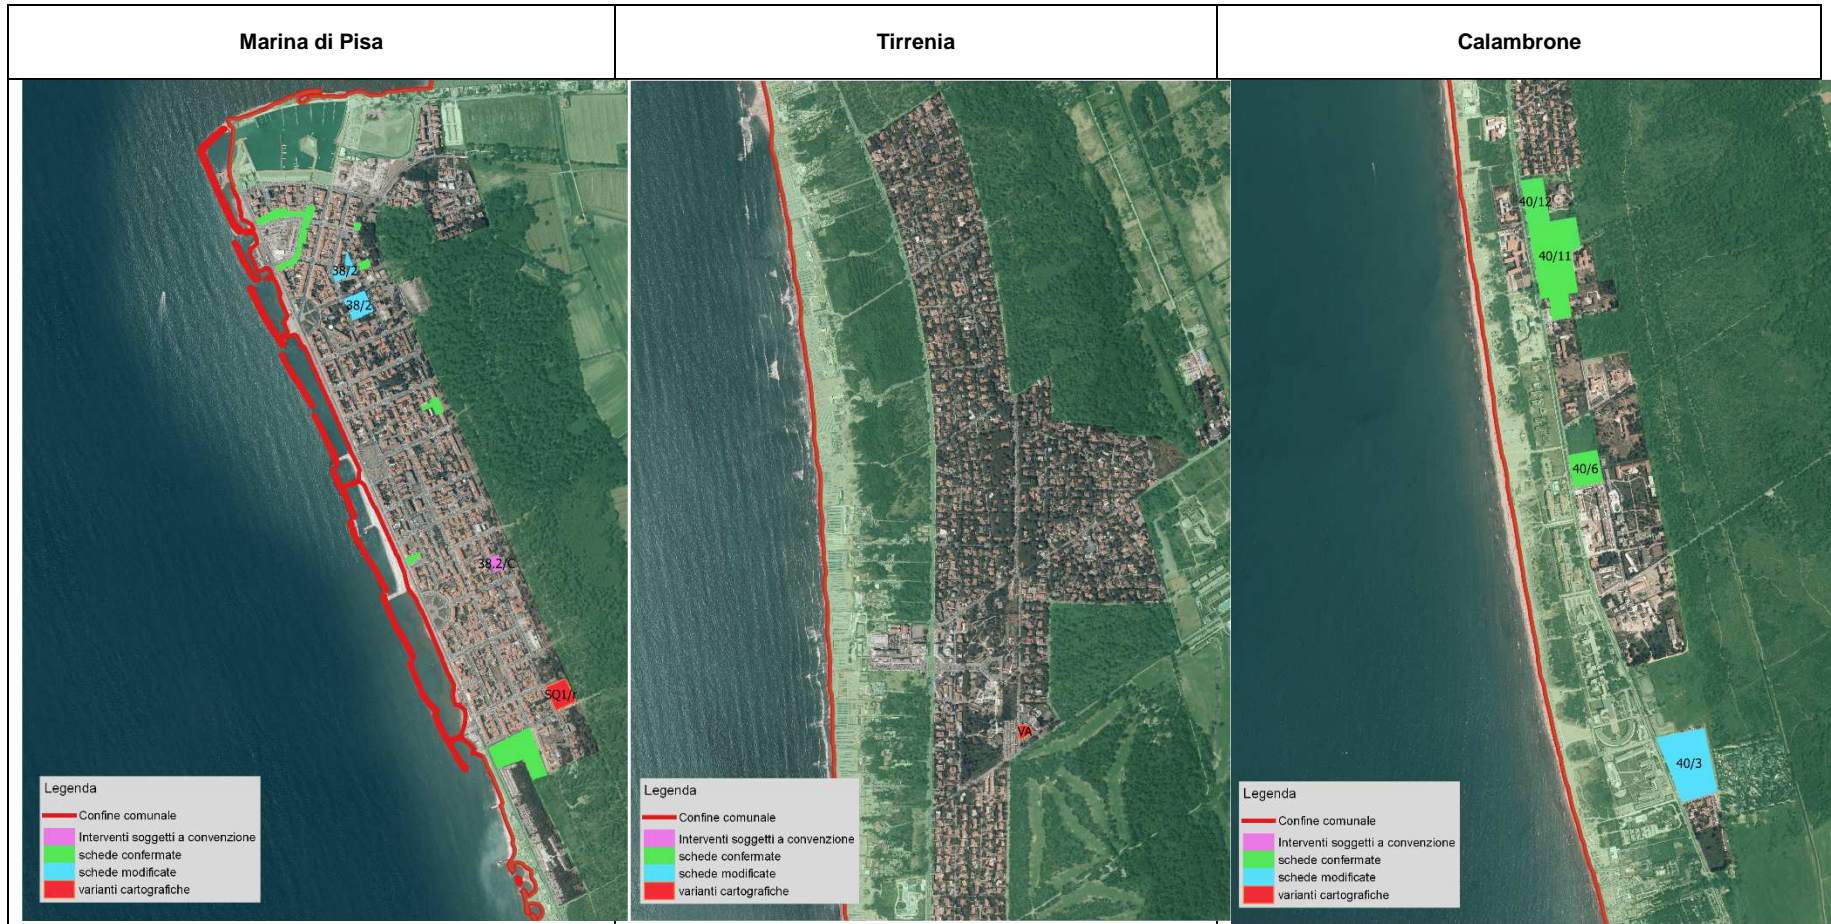 Marina di Pisa
Tirrenia
Calambrone
38/2
38/2
38.2/C
SQ1/r
Legenda
Confine comunale
Interventi soggetti a convenzione
schede confermate
schede modificate
varianti cartografiche
VA
Legenda
Confine comunale
Interventi soggetti a convenzione
schede confermate
schede modificate
varianti cartografiche
40/12
40/11
40/6
40/3
Legenda
Confine comunale
Interventi soggetti a convenzione
schede confermate
schede modificate
varianti cartografiche